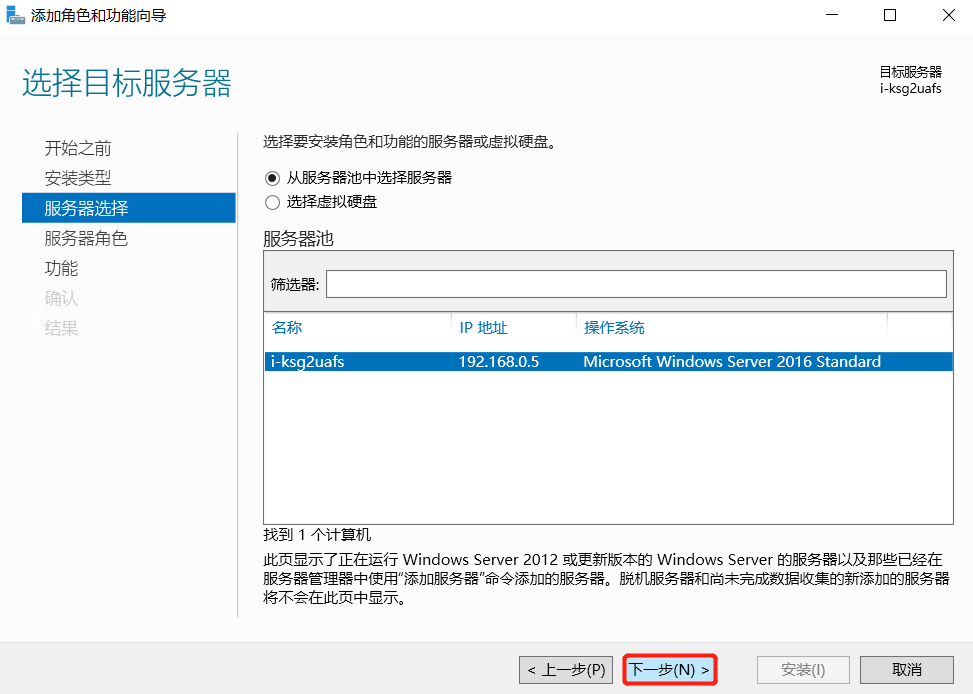 添加角色和功能向导
选择目标服务器
目标服务器
i-ksg2uafs
开始之前
安装类型
服务器选择
服务器角色
功能
确认
结果
选择要安装角色和功能的服务器或虚拟硬盘。
从服务器池中选择服务器
选择虚拟硬盘
服务器池
筛选器:
名称 IP 地址 操作系统
i-ksg2uafs 192.168.0.5 Microsoft Windows Server 2016 Standard
找到 1 个计算机
此页显示了正在运行 Windows Server 2012 或更新版本的 Windows Server 的服务器以及那些已经在
服务器管理器中使用“添加服务器”命令添加的服务器。脱机服务器和尚未完成数据收集的新添加的服务器
将不会在此页中显示。
< 上一步(P) 下一步(N) > 安装(I) 取消